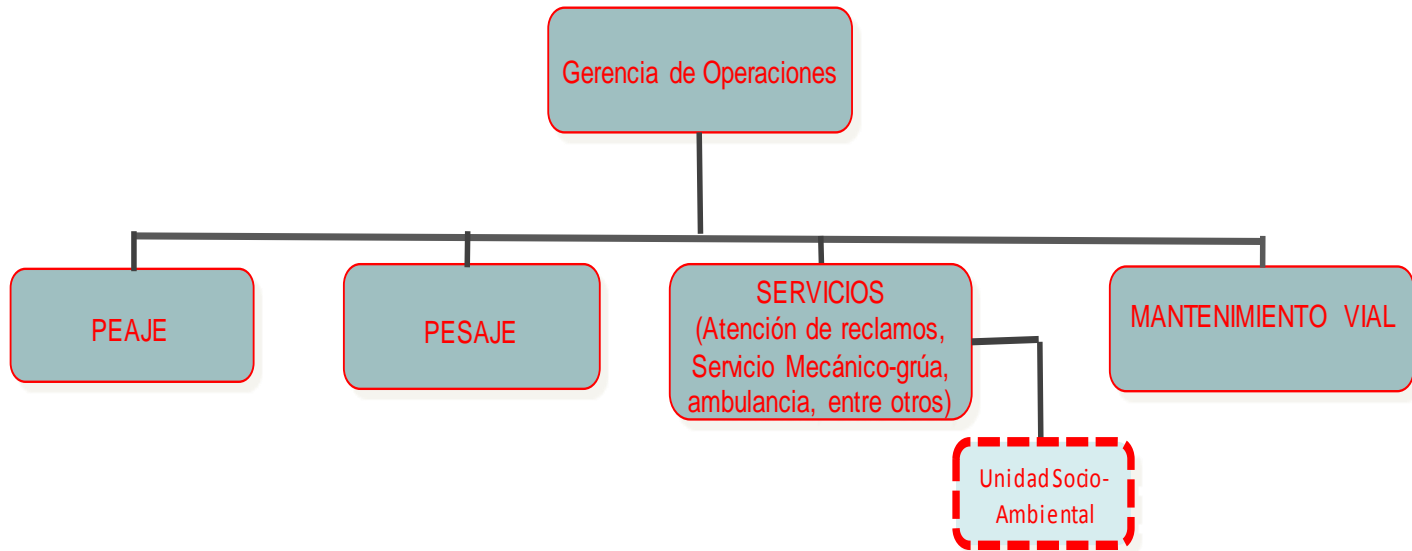 Gerencia de Operaciones
PEAJE
PESAJE
SERVICIOS
(Atención de reclamos,
Servicio Mecánico-grúa,
ambulancia, entre otros)
MANTENIMIENTO VIAL
Unidad Socio-
Ambiental